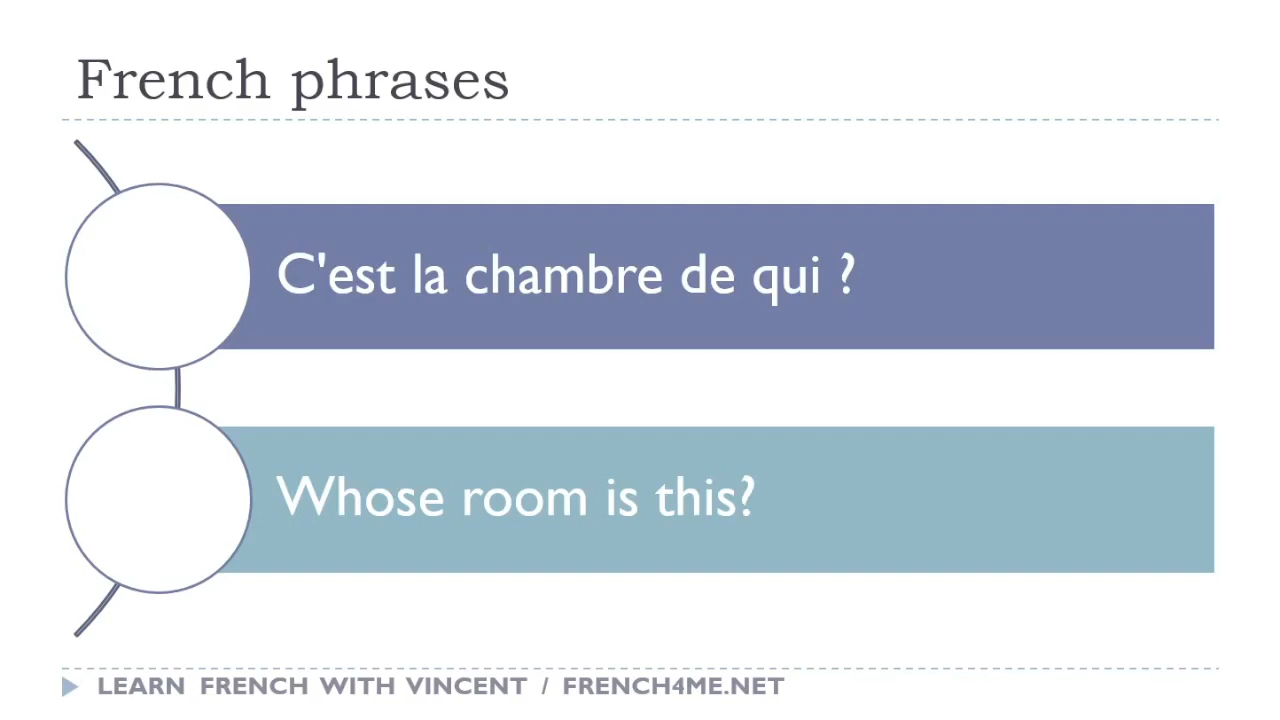 French phrases
C'est la chambre de qui ?
Whose room is this?
LEARN FRENCH WITH VINCENT / FRENCH4ME.NET